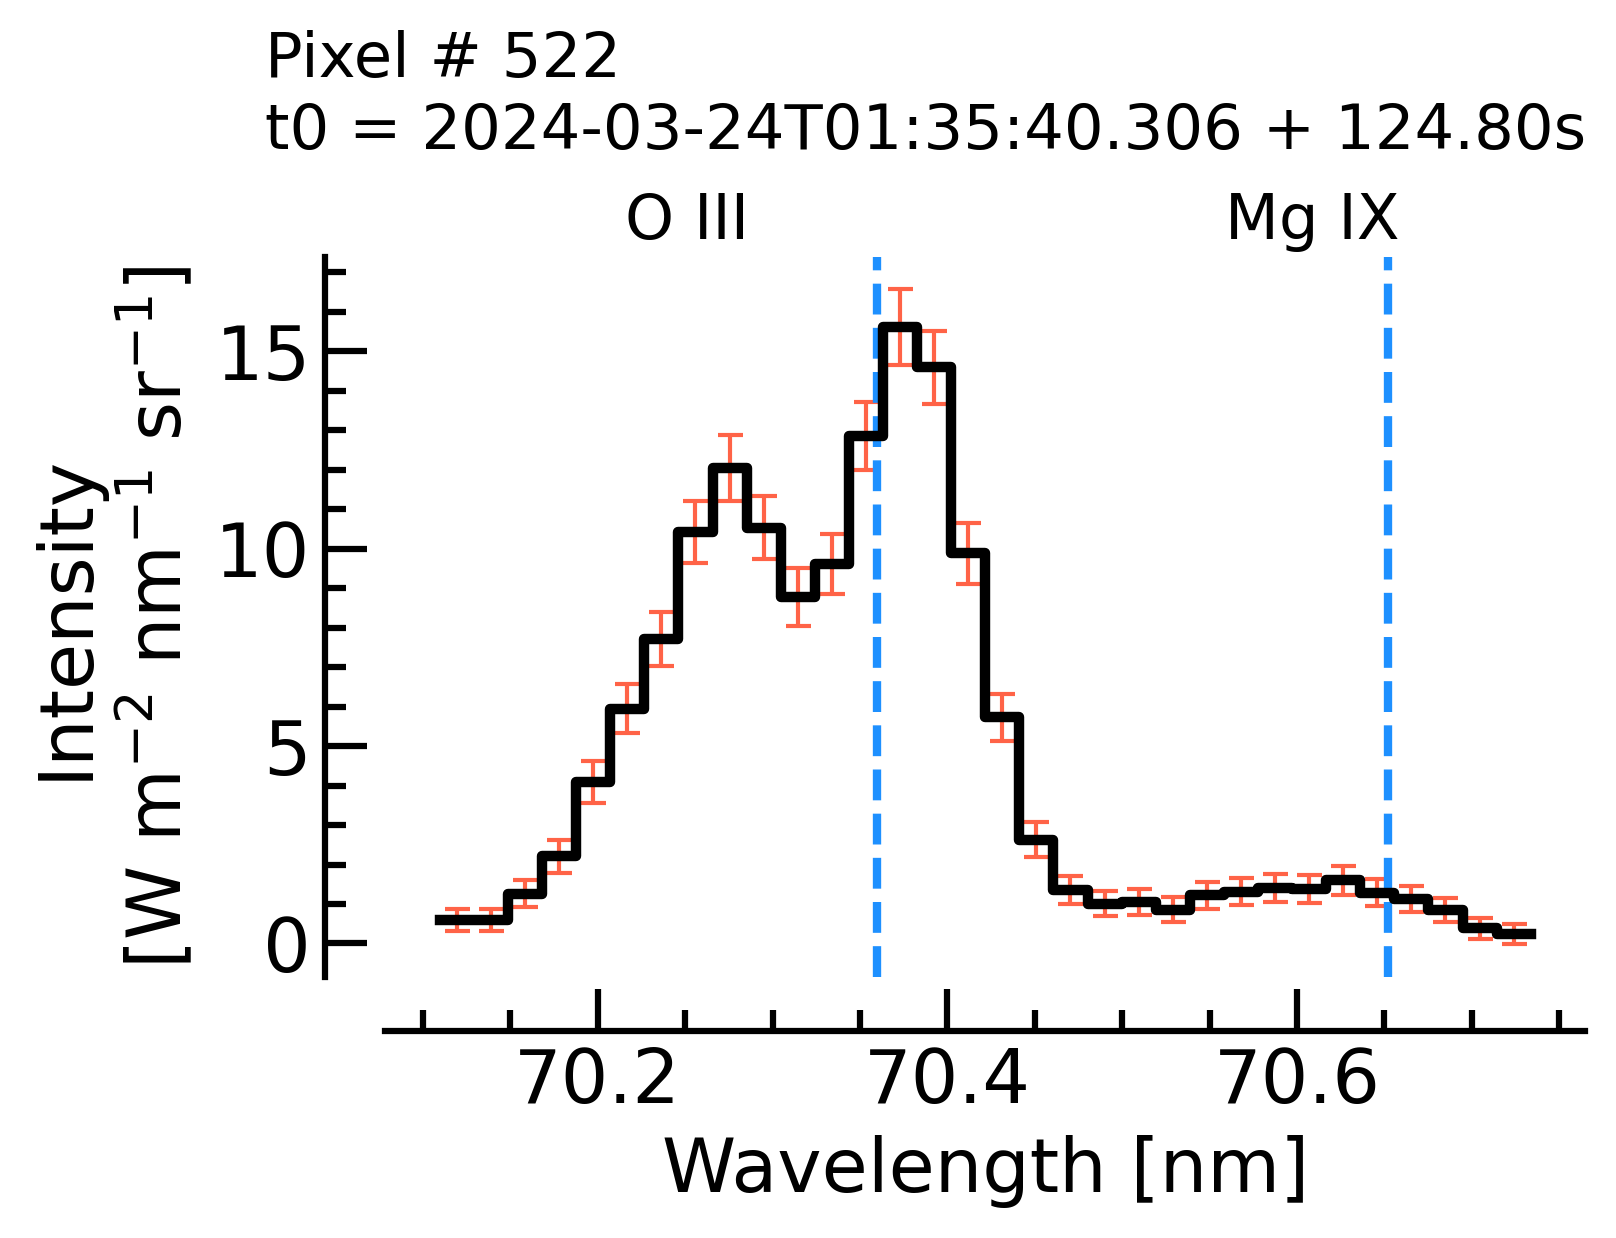 Pixel # 522
t0 = 2024-03-24T01:35:40.306 + 124.80s
O III Mg IX
Intensity
[W m⁻² nm⁻¹ sr⁻¹]
15
10
5
0
70.2 70.4 70.6
Wavelength [nm]